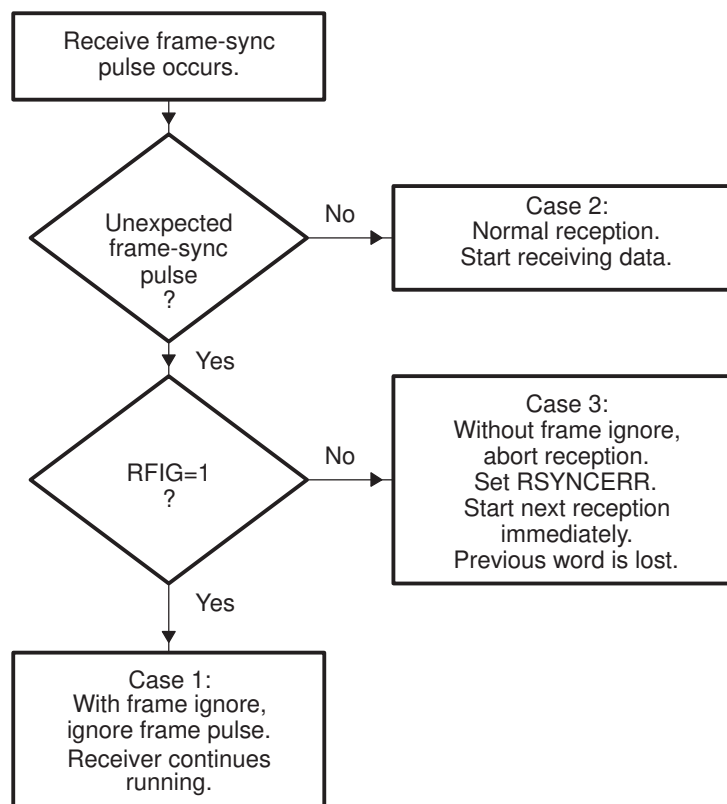 Receive frame-sync
pulse occurs.
Unexpected
frame-sync
pulse
?
No
Case 2:
Normal reception.
Start receiving data.
Yes
RFIG=1
?
No
Case 3:
Without frame ignore,
abort reception.
Set RSYNCERR.
Start next reception
immediately.
Previous word is lost.
Yes
Case 1:
With frame ignore,
ignore frame pulse.
Receiver continues
running.